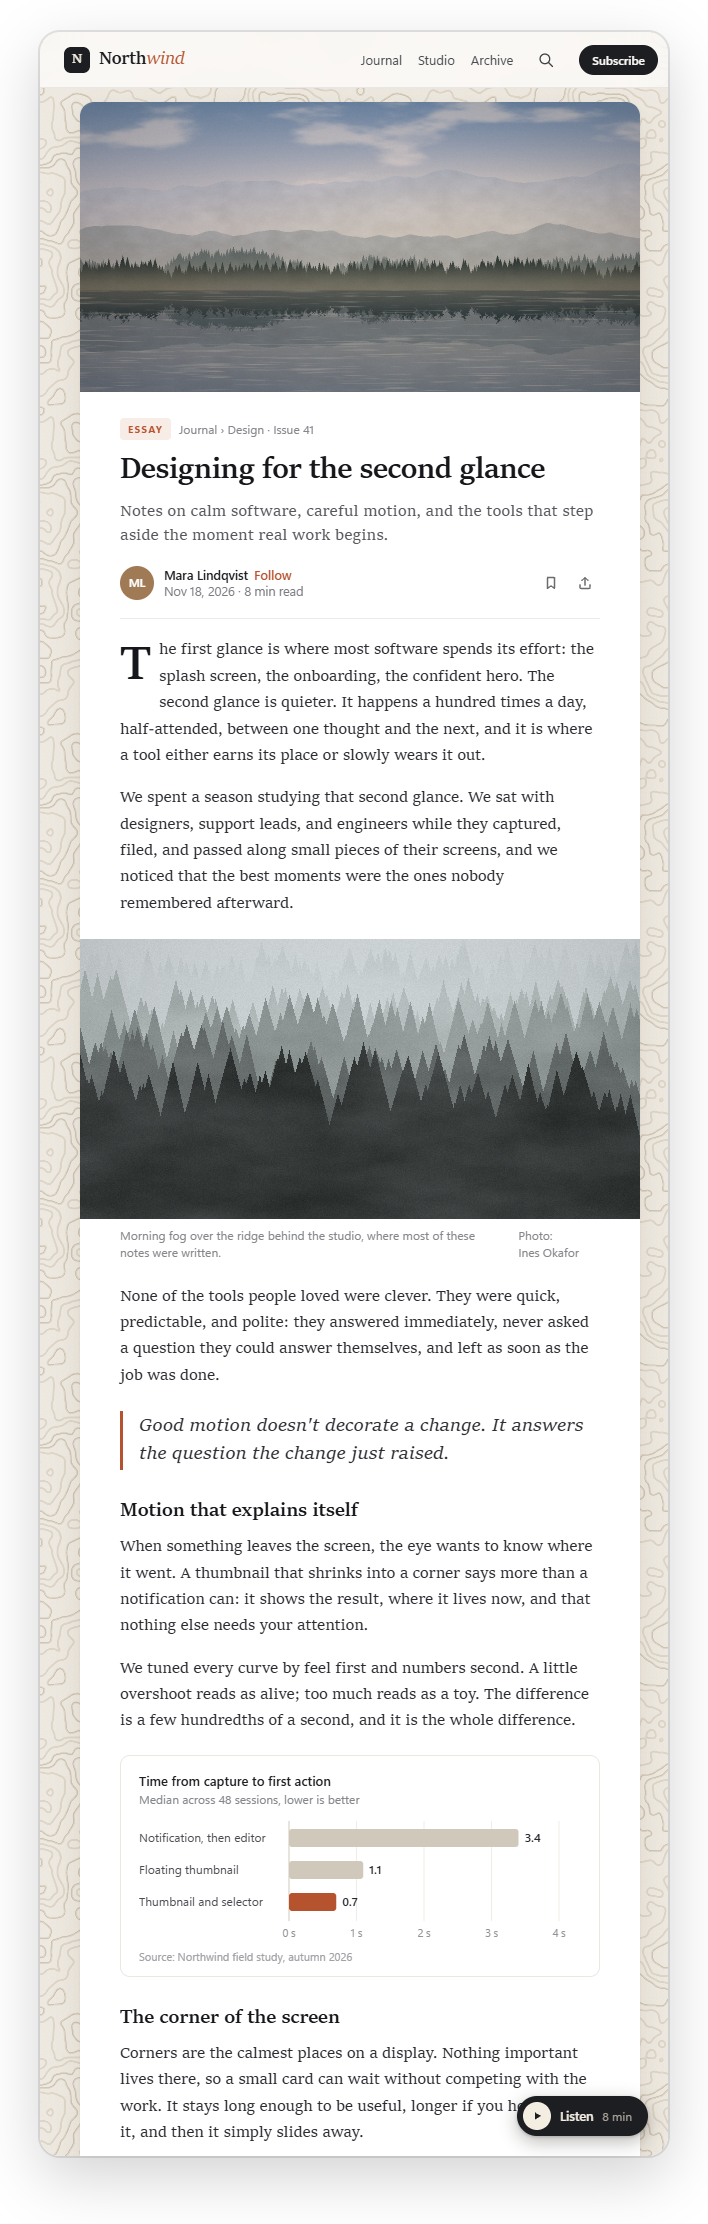 N Northwind Journal Studio Archive Subscribe
ESSAY Journal › Design · Issue 41
Designing for the second glance
Notes on calm software, careful motion, and the tools that step
aside the moment real work begins.
ML Mara Lindqvist Follow
Nov 18, 2026 · 8 min read
The first glance is where most software spends its effort: the
splash screen, the onboarding, the confident hero. The
second glance is quieter. It happens a hundred times a day,
half-attended, between one thought and the next, and it is where
a tool either earns its place or slowly wears it out.
We spent a season studying that second glance. We sat with
designers, support leads, and engineers while they captured,
filed, and passed along small pieces of their screens, and we
noticed that the best moments were the ones nobody
remembered afterward.
Morning fog over the ridge behind the studio, where most of these
notes were written.
Photo:
Ines Okafor
None of the tools people loved were clever. They were quick,
predictable, and polite: they answered immediately, never asked
a question they could answer themselves, and left as soon as the
job was done.
Good motion doesn't decorate a change. It answers
the question the change just raised.
Motion that explains itself
When something leaves the screen, the eye wants to know where
it went. A thumbnail that shrinks into a corner says more than a
notification can: it shows the result, where it lives now, and that
nothing else needs your attention.
We tuned every curve by feel first and numbers second. A little
overshoot reads as alive; too much reads as a toy. The difference
is a few hundredths of a second, and it is the whole difference.
Time from capture to first action
Median across 48 sessions, lower is better
Notification, then editor 3.4
Floating thumbnail 1.1
Thumbnail and selector 0.7
0 s 1 s 2 s 3 s 4 s
Source: Northwind field study, autumn 2026
The corner of the screen
Corners are the calmest places on a display. Nothing important
lives there, so a small card can wait without competing with the
work. It stays long enough to be useful, longer if you
it, and then it simply slides away.
Listen 8 min